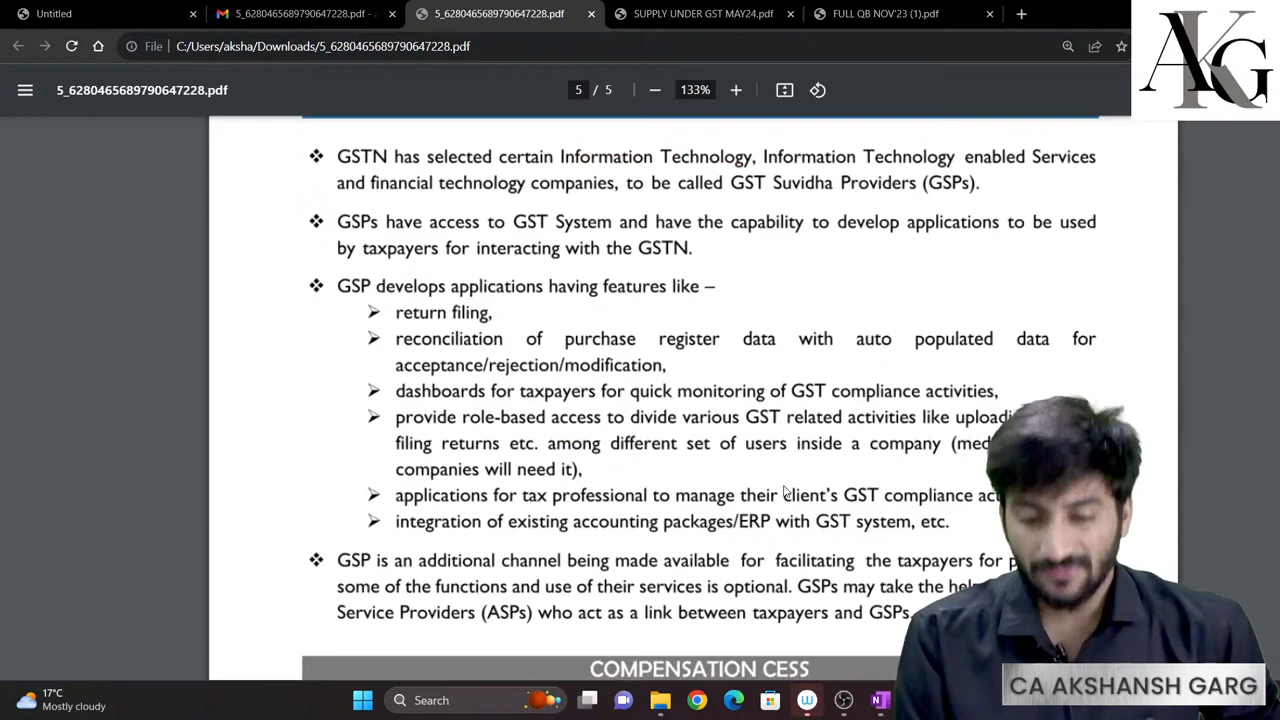 Untitled
5_6280465689790647228.pdf - a
5_6280465689790647228.pdf
SUPPLY UNDER GST MAY24.pdf
FULL QB NOV'23 (1).pdf
File
C:/Users/aksha/Downloads/5_6280465689790647228.pdf
AKG
5_6280465689790647228.pdf
5 / 5
133%
GSTN has selected certain Information Technology, Information Technology enabled Services
and financial technology companies, to be called GST Suvidha Providers (GSPs).
GSPs have access to GST System and have the capability to develop applications to be used
by taxpayers for interacting with the GSTN.
GSP develops applications having features like –
return filing,
reconciliation of purchase register data with auto populated data for
acceptance/rejection/modification,
dashboards for taxpayers for quick monitoring of GST compliance activities,
provide role-based access to divide various GST related activities like
filing returns etc. among different set of users inside a company
companies will need it),
applications for tax professional to manage their client's GST compliance
integration of existing accounting packages/ERP with GST system, etc.
GSP is an additional channel being made available for facilitating the taxpayers for
some of the functions and use of their services is optional. GSPs may take the
Service Providers (ASPs) who act as a link between taxpayers and GSPs.
COMPENSATION CESS
CA AKSHANSH GARG
17°C
Mostly cloudy
Search